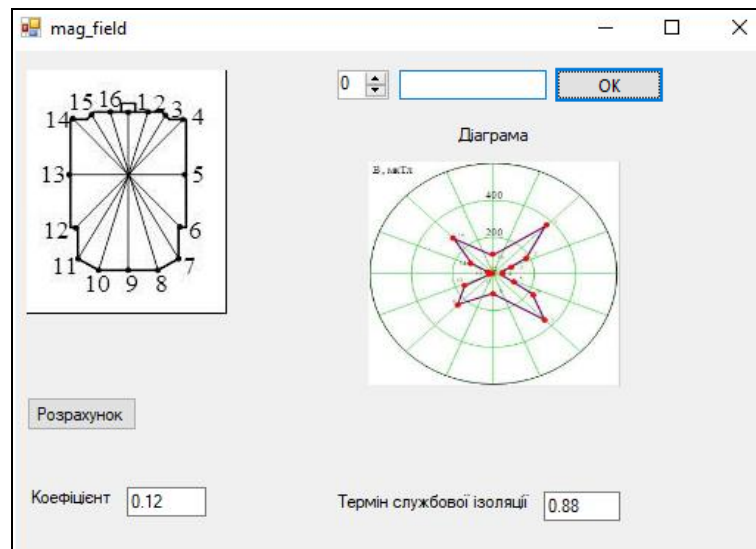 mag_field
0
OK
15 16 1 2 3
14 4
13 5
12 6
11 7
10 9 8
Діаграма
B, мкТл
400
200
Розрахунок
Коефіцієнт 0.12
Термін службової ізоляції 0.88